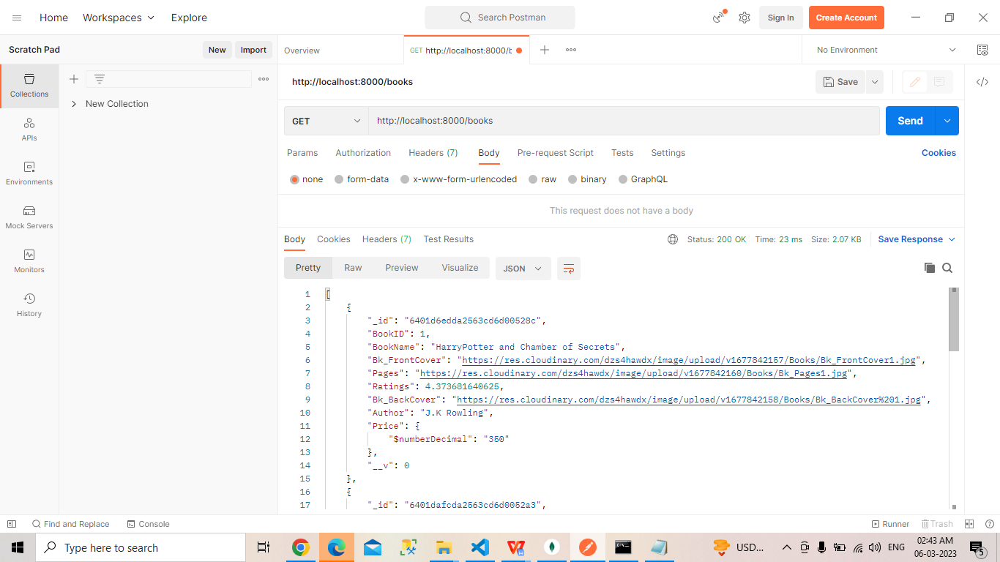 Home Workspaces Explore Search Postman Sign In Create Account
Scratch Pad New Import Overview GET http://localhost:8000/b No Environment
Collections
New Collection
APIs
Environments
Mock Servers
Monitors
History
http://localhost:8000/books Save
GET http://localhost:8000/books Send
Params Authorization Headers (7) Body Pre-request Script Tests Settings Cookies
none form-data x-www-form-urlencoded raw binary GraphQL
This request does not have a body
Body Cookies Headers (7) Test Results Status: 200 OK Time: 23 ms Size: 2.07 KB Save Response
Pretty Raw Preview Visualize JSON
1 [
2 {
3 "_id": "6401d6edda2563cd6d00528c",
4 "BookID": 1,
5 "BookName": "HarryPotter and Chamber of Secrets",
6 "Bk_FrontCover": "https://res.cloudinary.com/dzs4hawdx/image/upload/v1677842157/Books/Bk_FrontCover1.jpg",
7 "Pages": "https://res.cloudinary.com/dzs4hawdx/image/upload/v1677842160/Books/Bk_Pages1.jpg",
8 "Ratings": 4.373681640625,
9 "Bk_BackCover": "https://res.cloudinary.com/dzs4hawdx/image/upload/v1677842158/Books/Bk_BackCover%201.jpg",
10 "Author": "J.K Rowling",
11 "Price": {
12 "$numberDecimal": "350"
13 },
14 "__v": 0
15 },
16 {
17 "_id": "6401dafcda2563cd6d0052a3",
Find and Replace Console Runner Trash
Type here to search USD... ENG 02:43 AM
06-03-2023 5